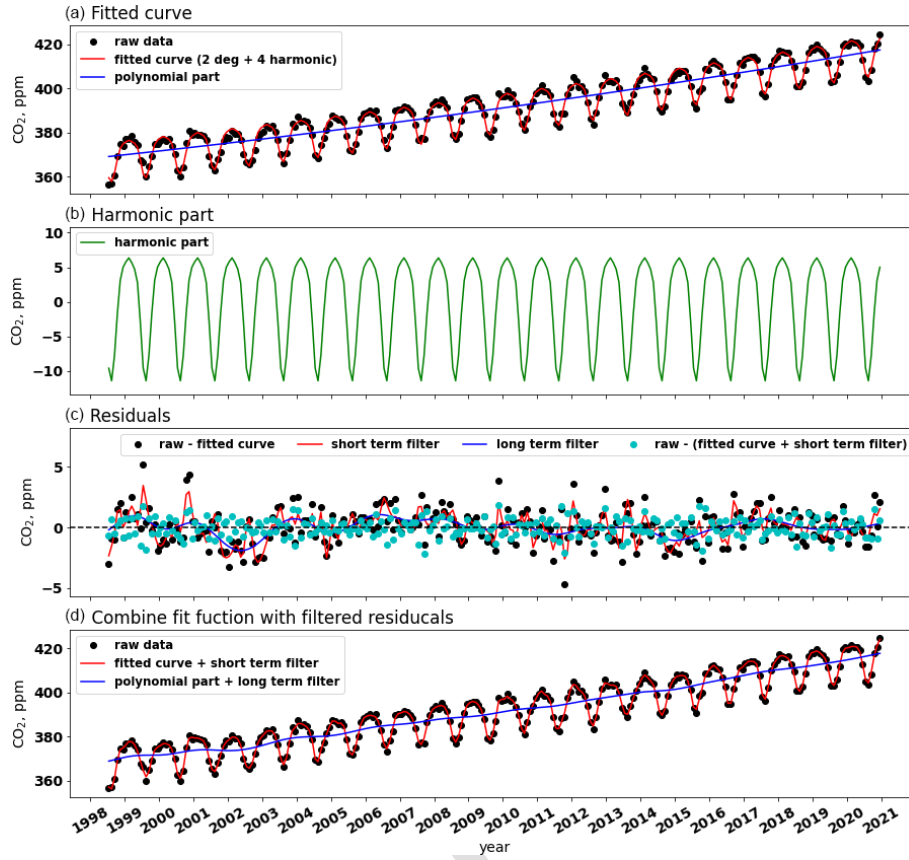 (a) Fitted curve
raw data
fitted curve (2 deg + 4 harmonic)
polynomial part
CO₂, ppm
420
400
380
360
(b) Harmonic part
harmonic part
CO₂, ppm
10
5
0
−5
−10
(c) Residuals
raw - fitted curve short term filter long term filter raw - (fitted curve + short term filter)
CO₂, ppm
5
0
−5
(d) Combine fit fuction with filtered residucals
raw data
fitted curve + short term filter
polynomial part + long term filter
CO₂, ppm
420
400
380
360
1998 1999 2000 2001 2002 2003 2004 2005 2006 2007 2008 2009 2010 2011 2012 2013 2014 2015 2016 2017 2018 2019 2020 2021
year